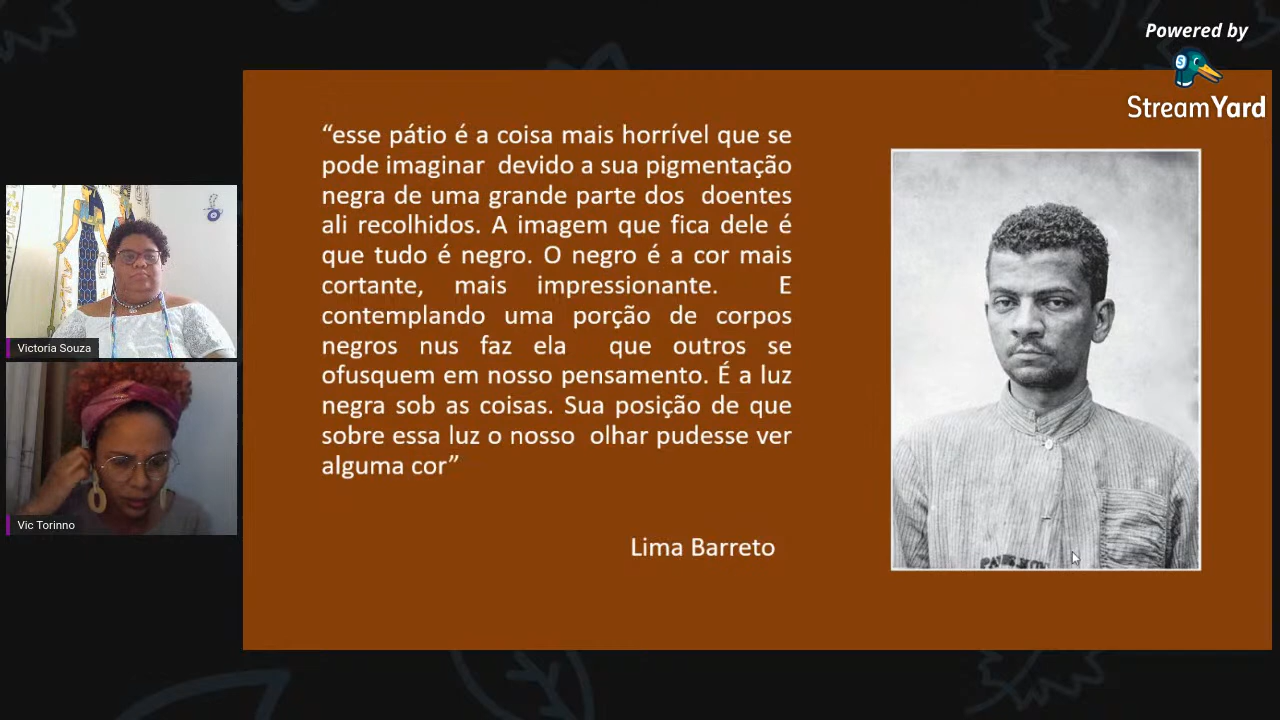 Powered by
StreamYard
“esse pátio é a coisa mais horrível que se
pode imaginar devido a sua pigmentação
negra de uma grande parte dos doentes
ali recolhidos. A imagem que fica dele é
que tudo é negro. O negro é a cor mais
cortante, mais impressionante. E
contemplando uma porção de corpos
negros nus faz ela que outros se
ofusquem em nosso pensamento. É a luz
negra sob as coisas. Sua posição de que
sobre essa luz o nosso olhar pudesse ver
alguma cor”
Lima Barreto
Victoria Souza
Vic Torinno